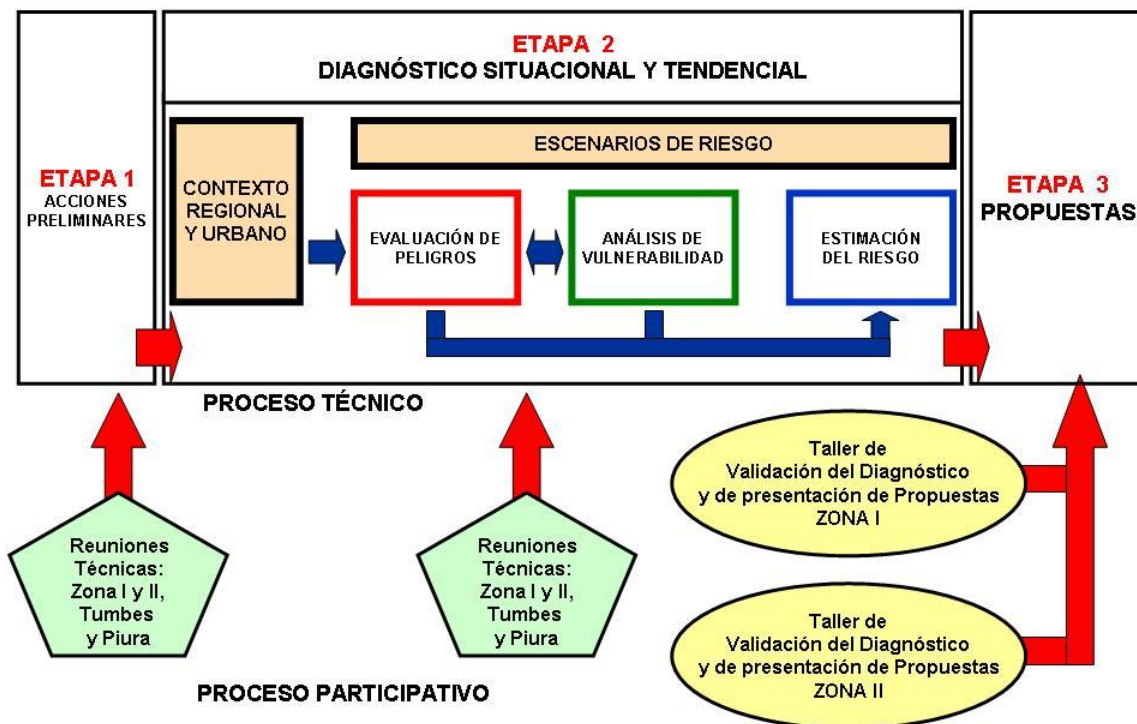 ETAPA 1
ACCIONES
PRELIMINARES
ETAPA 2
DIAGNÓSTICO SITUACIONAL Y TENDENCIAL
CONTEXTO
REGIONAL
Y URBANO
ESCENARIOS DE RIESGO
EVALUACIÓN DE
PELIGROS
ANÁLISIS DE
VULNERABILIDAD
ESTIMACIÓN
DEL RIESGO
ETAPA 3
PROPUESTAS
PROCESO TÉCNICO
Reuniones
Técnicas:
Zona I y II,
Tumbes
y Piura
Reuniones
Técnicas:
Zona I y II,
Tumbes
y Piura
Taller de
Validación del Diagnóstico
y de presentación de Propuestas
ZONA I
Taller de
Validación del Diagnóstico
y de presentación de Propuestas
ZONA II
PROCESO PARTICIPATIVO